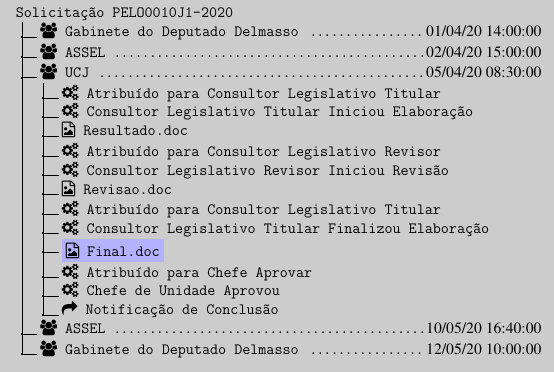 Solicitação PELO0010J1-2020
Gabinete do Deputado Delmasso ................ 01/04/20 14:00:00
ASSEL ............................................ 02/04/20 15:00:00
UCJ .............................................. 05/04/20 08:30:00
Atribuído para Consultor Legislativo Titular
Consultor Legislativo Titular Iniciou Elaboração
Resultado.doc
Atribuído para Consultor Legislativo Revisor
Consultor Legislativo Revisor Iniciou Revisão
Revisao.doc
Atribuído para Consultor Legislativo Titular
Consultor Legislativo Titular Finalizou Elaboração
Final.doc
Atribuído para Chefe Aprovar
Chefe de Unidade Aprovou
Notificação de Conclusão
ASSEL ............................................ 10/05/20 16:40:00
Gabinete do Deputado Delmasso ................ 12/05/20 10:00:00